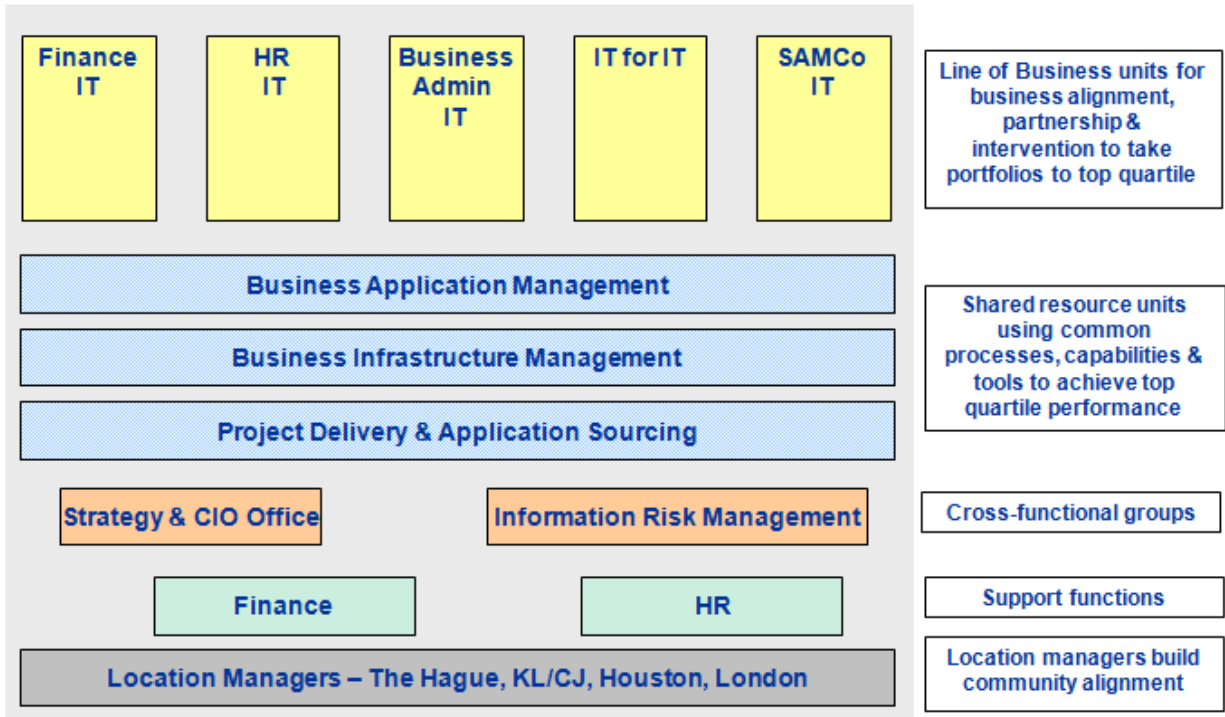 Finance
IT
HR
IT
Business
Admin
IT
IT for IT
SAMCo
IT
Line of Business units for
business alignment,
partnership &
intervention to take
portfolios to top quartile
Business Application Management
Business Infrastructure Management
Project Delivery & Application Sourcing
Shared resource units
using common
processes, capabilities &
tools to achieve top
quartile performance
Strategy & CIO Office
Information Risk Management
Cross-functional groups
Finance
HR
Support functions
Location Managers – The Hague, KL/CJ, Houston, London
Location managers build
community alignment